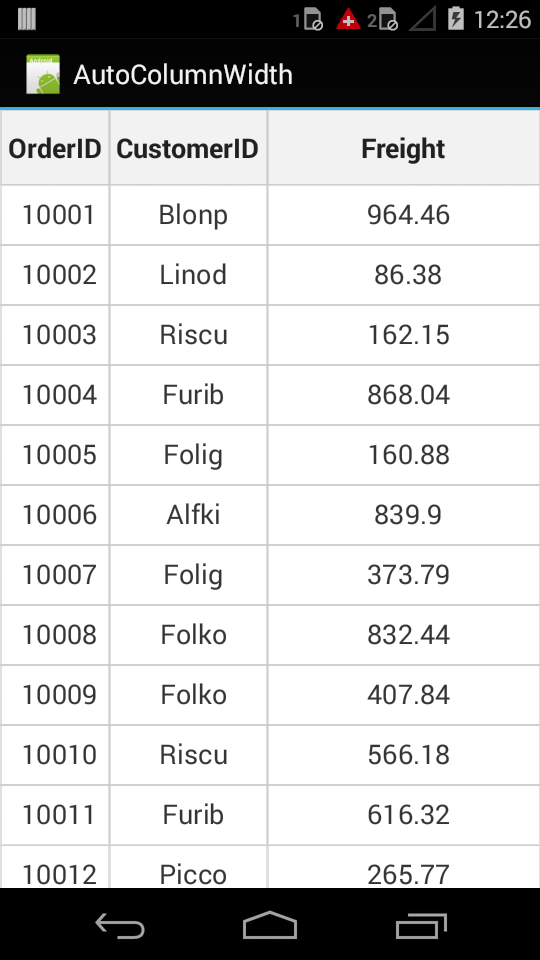 1 2 12:26
AutoColumnWidth
OrderID CustomerID Freight
10001 Blonp 964.46
10002 Linod 86.38
10003 Riscu 162.15
10004 Furib 868.04
10005 Folig 160.88
10006 Alfki 839.9
10007 Folig 373.79
10008 Folko 832.44
10009 Folko 407.84
10010 Riscu 566.18
10011 Furib 616.32
10012 Picco 265.77